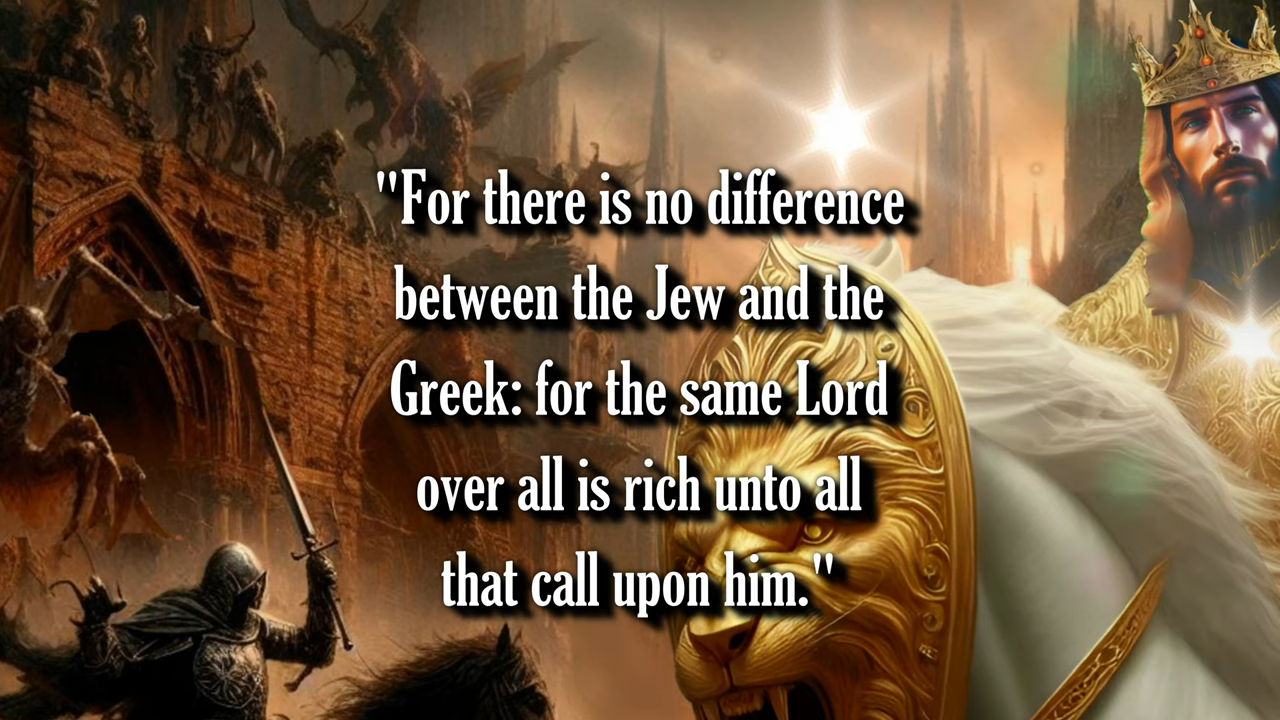 "For there is no difference
between the Jew and the
Greek: for the same Lord
over all is rich unto all
that call upon him."